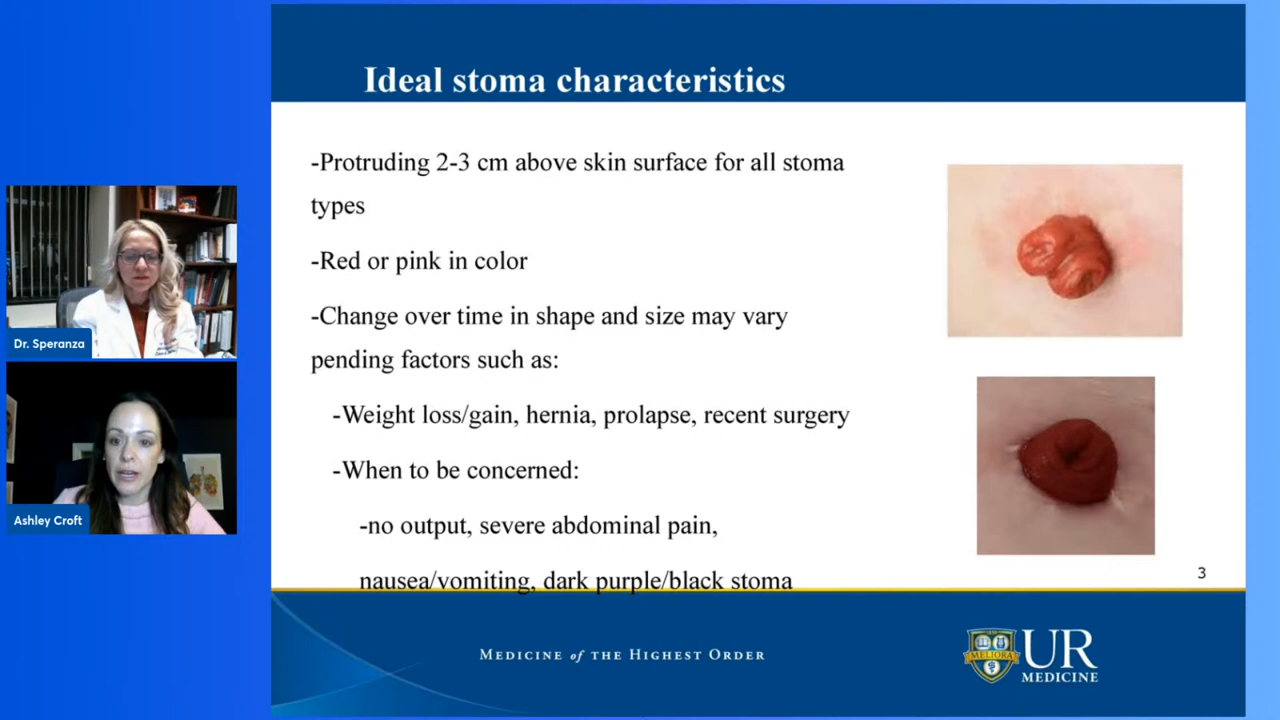 Ideal stoma characteristics
-Protruding 2-3 cm above skin surface for all stoma
types
-Red or pink in color
-Change over time in shape and size may vary
pending factors such as:
-Weight loss/gain, hernia, prolapse, recent surgery
-When to be concerned:
-no output, severe abdominal pain,
nausea/vomiting, dark purple/black stoma
3
Dr. Speranza
Ashley Croft
MEDICINE of THE HIGHEST ORDER
MELIORA
UR
MEDICINE